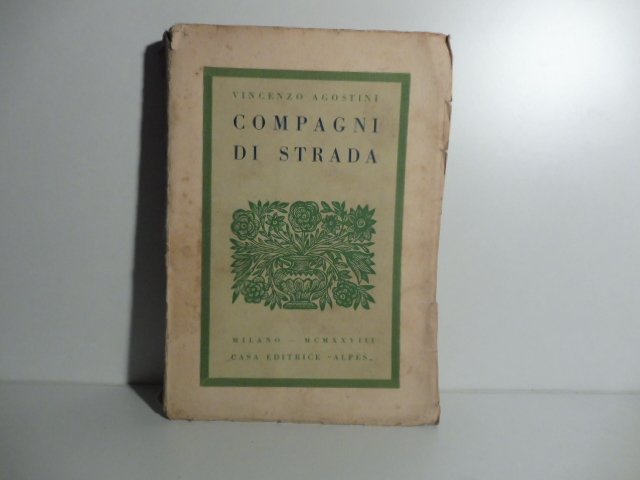 VINCENZO AGOSTINI
COMPAGNI
DI STRADA
MILANO — MCMXXVIII
CASA EDITRICE "ALPES"